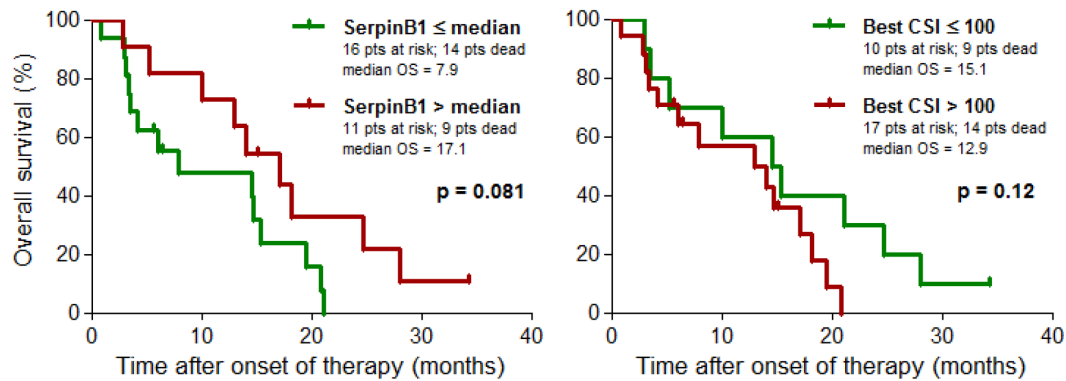 100
80
60
40
20
0
Overall survival (%)
0 10 20 30 40
Time after onset of therapy (months)
SerpinB1 ≤ median
16 pts at risk; 14 pts dead
median OS = 7.9
SerpinB1 > median
11 pts at risk; 9 pts dead
median OS = 17.1
p = 0.081
100
80
60
40
20
0
0 10 20 30 40
Time after onset of therapy (months)
Best CSI ≤ 100
10 pts at risk; 9 pts dead
median OS = 15.1
Best CSI > 100
17 pts at risk; 14 pts dead
median OS = 12.9
p = 0.12